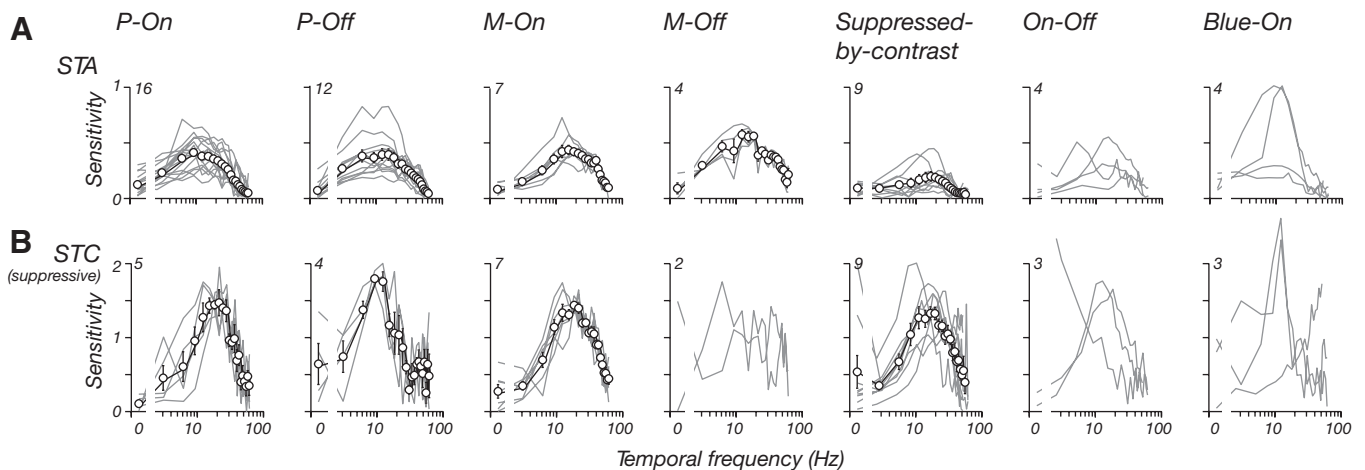 A
P-On P-Off M-On M-Off Suppressed- On-Off Blue-On
by-contrast
STA
1 16 12 7 4 9 4 4
Sensitivity
0
B
STC
(suppressive)
2 5 4 7 2 9 3 3
Sensitivity
1
0
0 10 100 0 10 100 0 10 100 0 10 100 0 10 100 0 10 100 0 10 100
Temporal frequency (Hz)